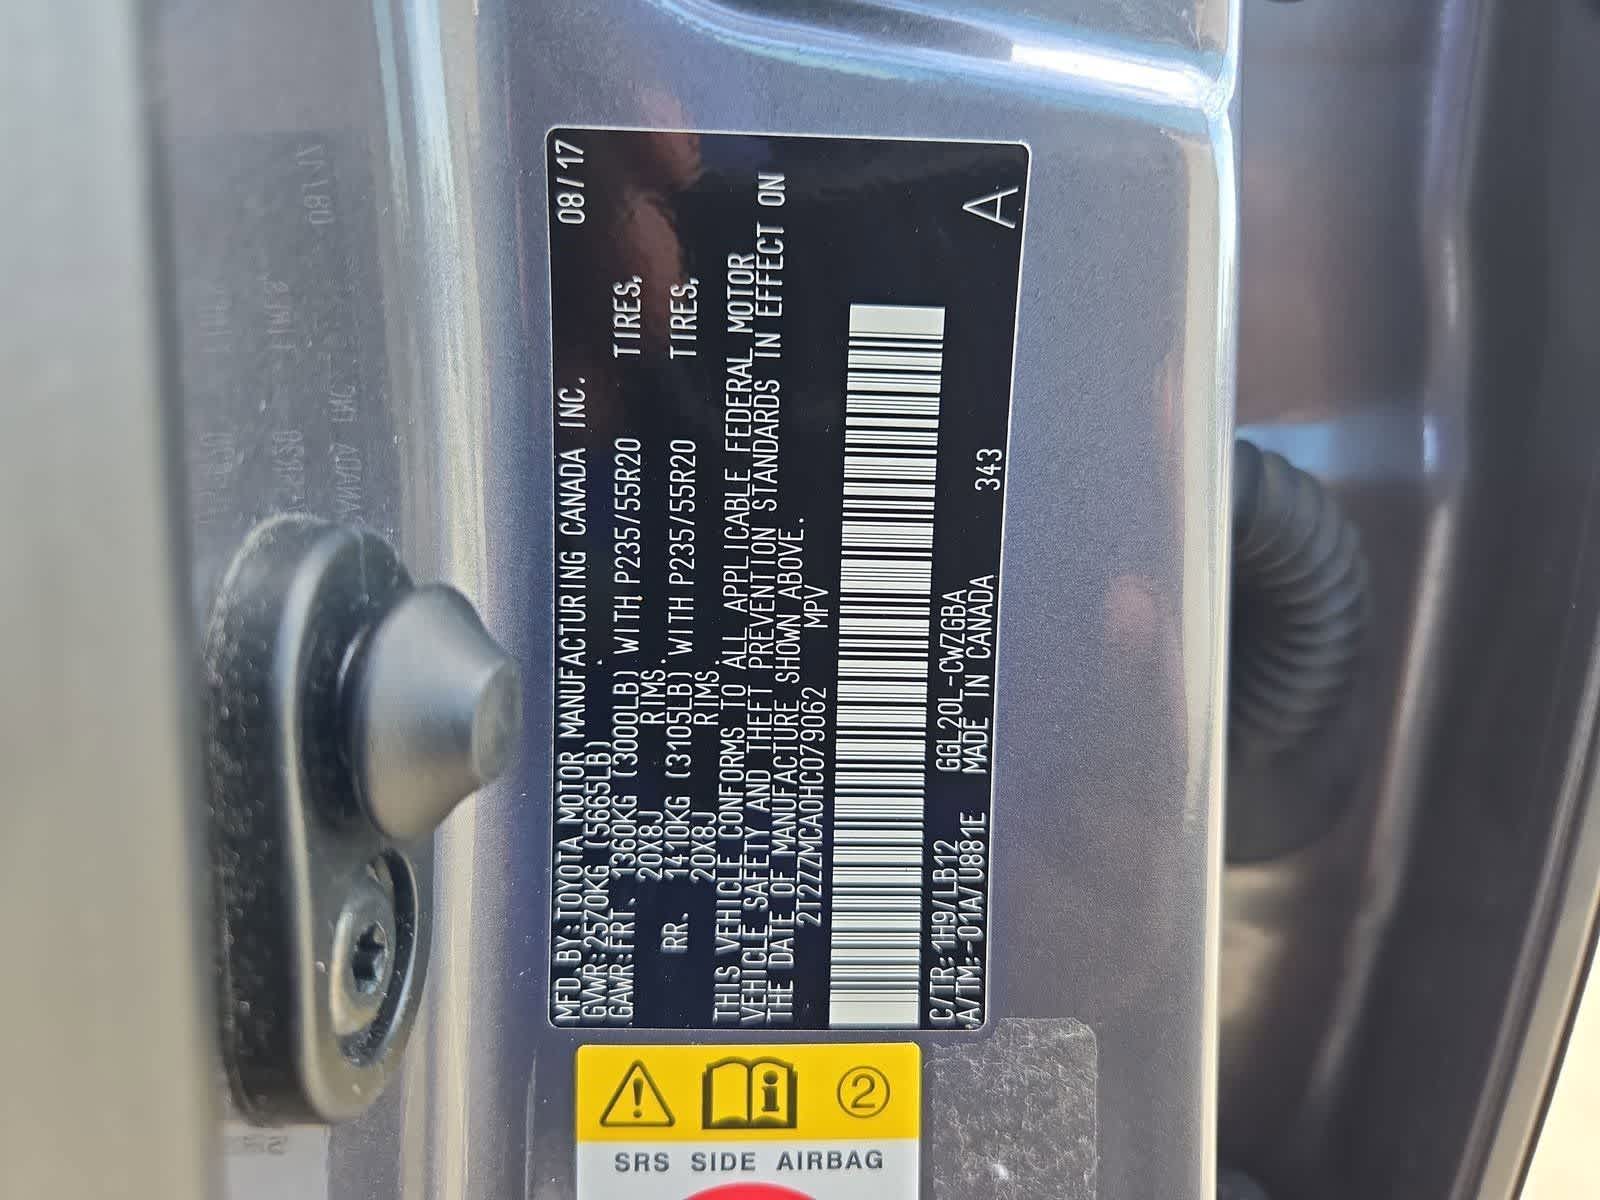 MFD.BY:TOYOTA MOTOR MANUFACTURING CANADA INC. 08/17
GVWR:2570KG (5665LB)
GAWR:FRT. 1360KG (3000LB) WITH P235/55R20 TIRES,
20X8J RIMS.
RR. 1410KG (3105LB) WITH P235/55R20 TIRES,
20X8J RIMS.
THIS VEHICLE CONFORMS TO ALL APPLICABLE FEDERAL MOTOR
VEHICLE SAFETY AND THEFT PREVENTION STANDARDS IN EFFECT ON
THE DATE OF MANUFACTURE SHOWN ABOVE.
2T2ZZMCA0HC079062 MPV
C/TR:1H9/LB12 GGL20L-CWZGBA
A/TM:-01A/U881E MADE IN CANADA 343 A
2
SRS SIDE AIRBAG